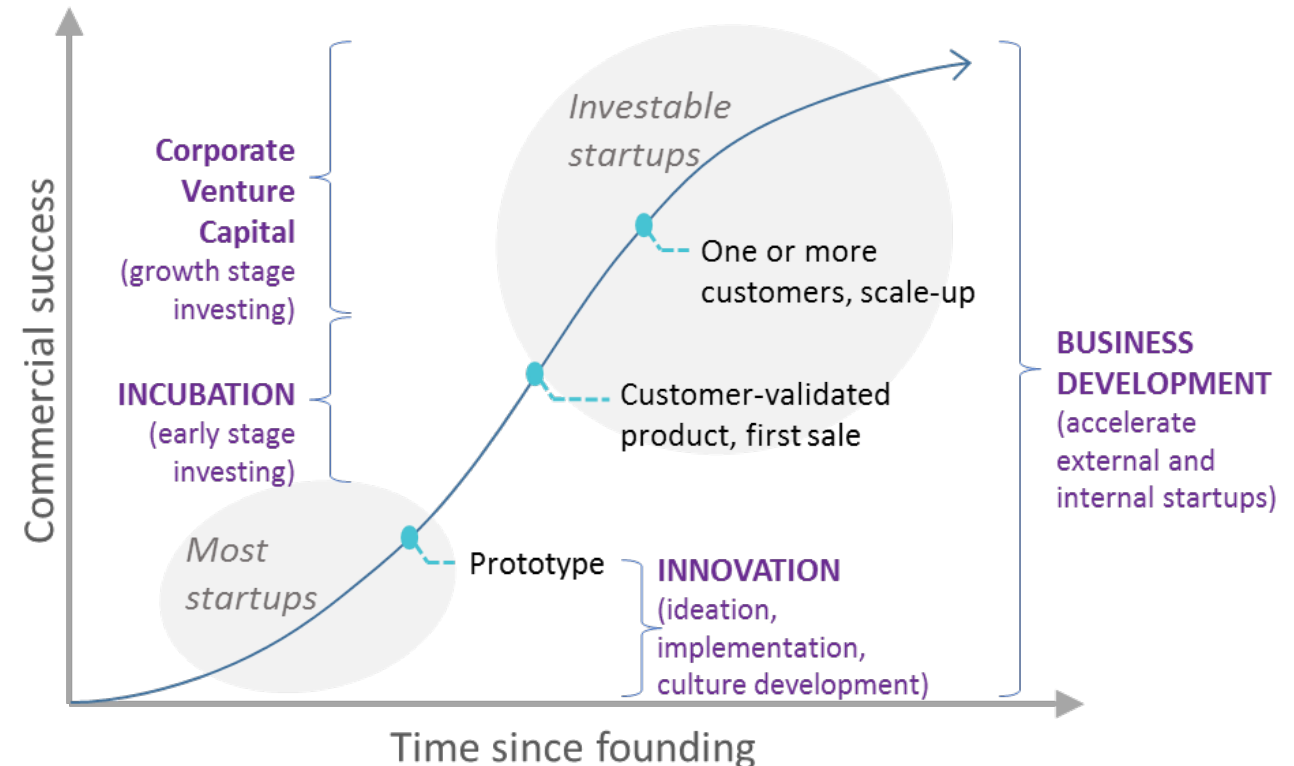 Investable
startups
Corporate
Venture
Capital
(growth stage
investing)
One or more
customers, scale-up
BUSINESS
DEVELOPMENT
(accelerate
external and
internal startups)
INCUBATION
(early stage
investing)
Customer-validated
product, first sale
Most
startups
Prototype
INNOVATION
(ideation,
implementation,
culture development)
Commercial success
Time since founding